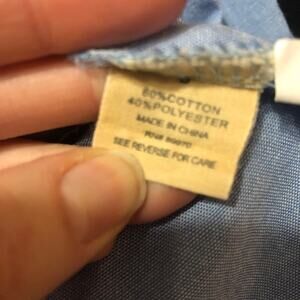 60%COTTON
40%POLYESTER
MADE IN CHINA
SEE REVERSE FOR CARE